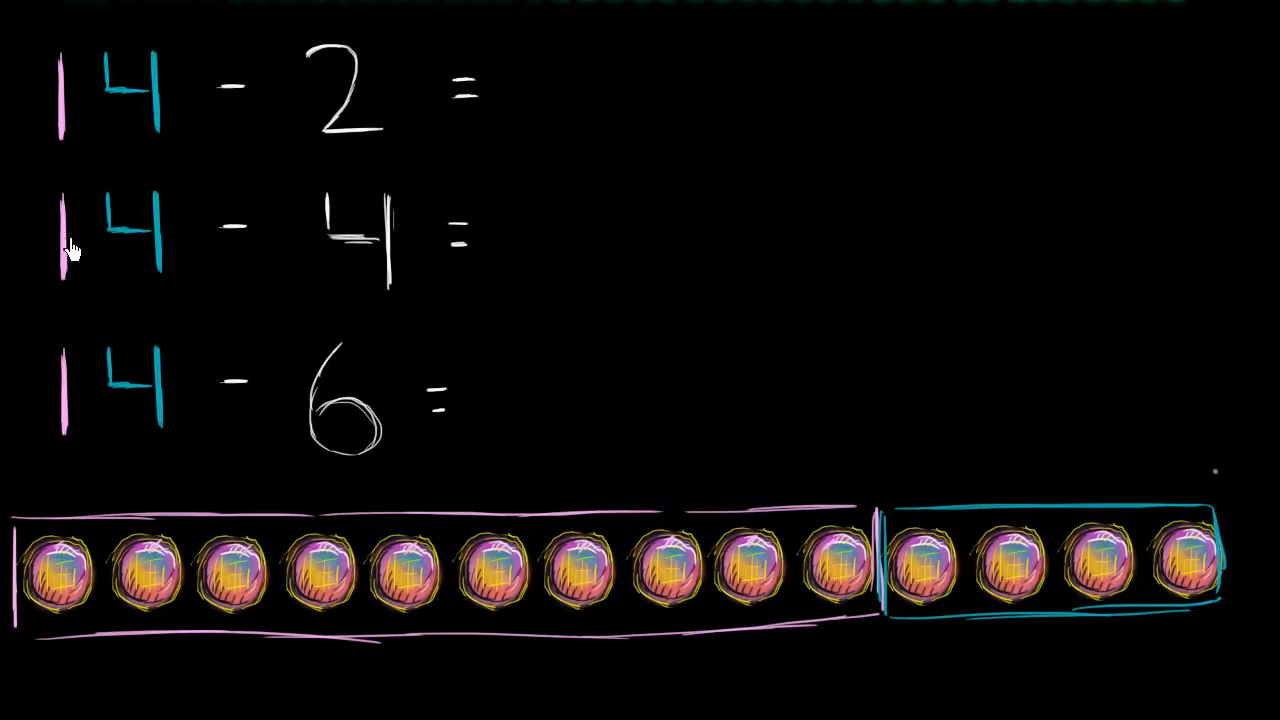 14 - 2 =
14 - 4 =
14 - 6 =